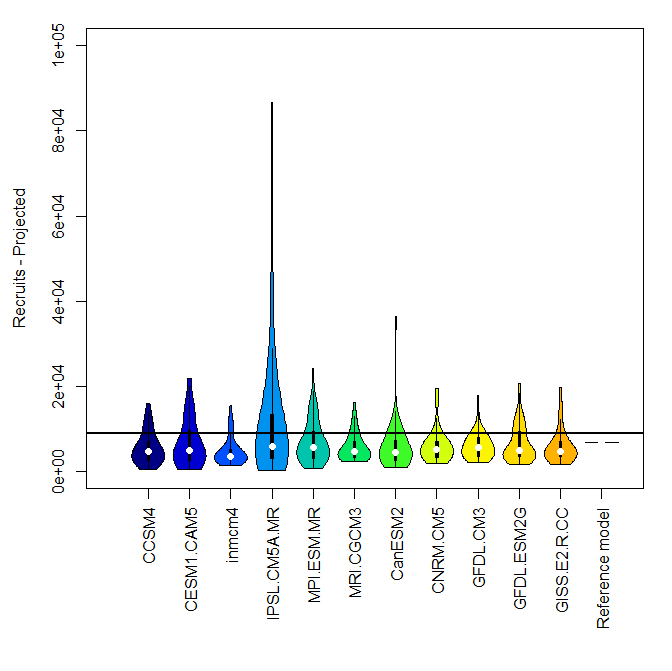 Recruits - Projected
1e+05
8e+04
6e+04
4e+04
2e+04
0e+00
CCSM4
CESM1.CAM5
inmcm4
IPSL.CM5A.MR
MPI.ESM.MR
MRI.CGCM3
CanESM2
CNRM.CM5
GFDL.CM3
GFDL.ESM2G
GISS.E2.R.CC
Reference model